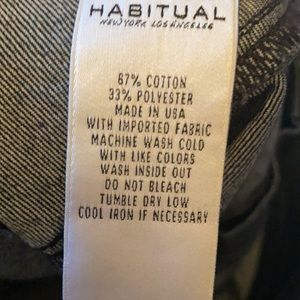 HABITUAL
NEW YORK LOS ANGELES
67% COTTON
33% POLYESTER
MADE IN USA
WITH IMPORTED FABRIC
MACHINE WASH COLD
WITH LIKE COLORS
WASH INSIDE OUT
DO NOT BLEACH
TUMBLE DRY LOW
COOL IRON IF NECESSARY